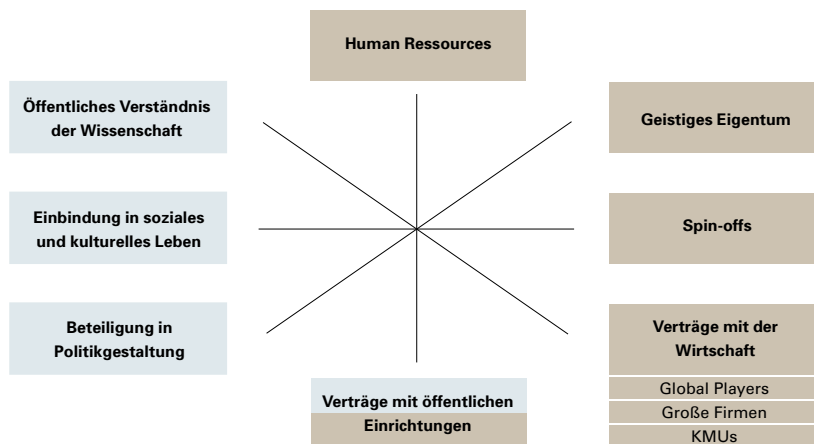 Human Ressources
Öffentliches Verständnis
der Wissenschaft
Geistiges Eigentum
Einbindung in soziales
und kulturelles Leben
Spin-offs
Beteiligung in
Politikgestaltung
Verträge mit der
Wirtschaft
Global Players
Große Firmen
KMUs
Verträge mit öffentlichen
Einrichtungen